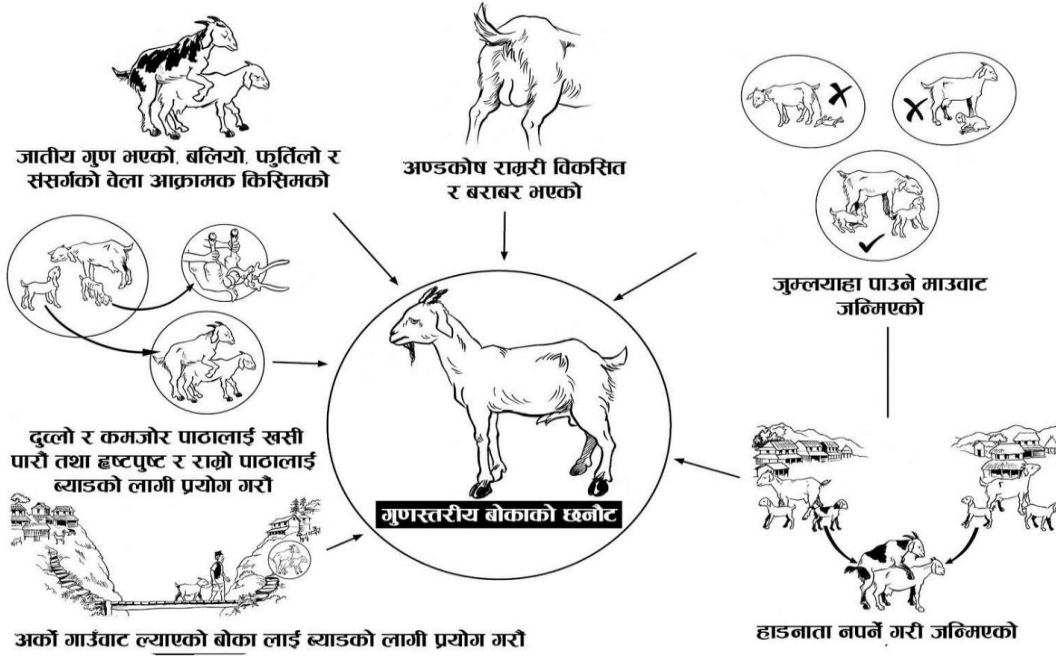 जातीय गुण भएको, बलियो, फुर्तिलो र
संसर्गको वेला आक्रामक किसिमको
अण्डकोष राम्ररी विकसित
र बराबर भएको
जुम्लयाहा पाउने माउवाट
जन्मिएको
दुव्लो र कमजोर पाठालाई खसी
पारौ तथा हृष्टपुष्ट र राम्रो पाठालाई
ब्याडको लागी प्रयोग गरौ
गुणस्तरीय बोकाको छनौट
अर्को गाउँवाट ल्याएको बोका लाई ब्याडको लागी प्रयोग गरौ
हाडनाता नपर्ने गरी जन्मिएको